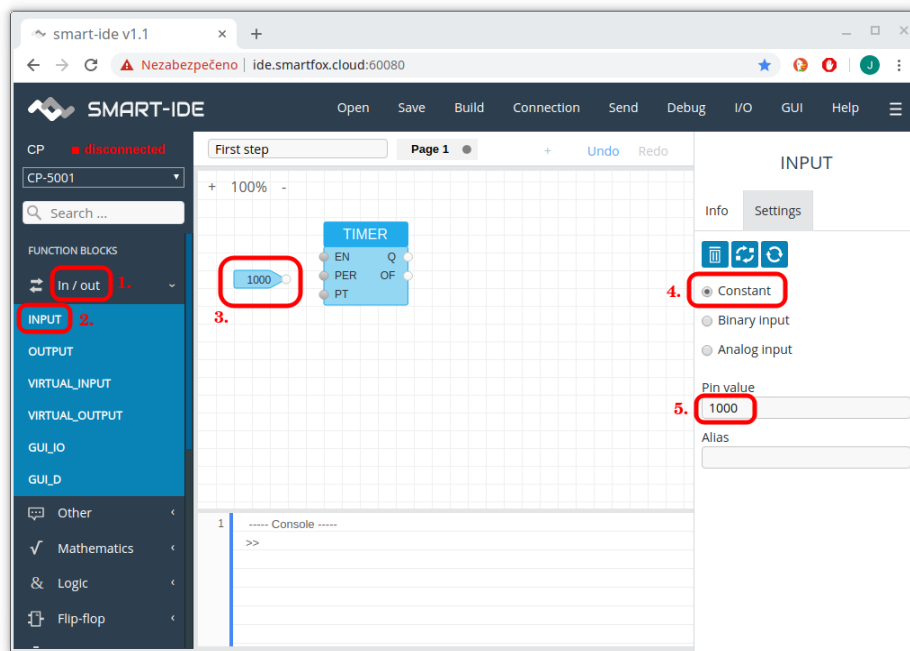 smart-ide v1.1
Nezabezpečeno | ide.smartfox.cloud:60080
J
SMART-IDE
Open Save Build Connection Send Debug I/O GUI Help
CP disconnected
CP-5001
Search ...
FUNCTION BLOCKS
In / out 1.
INPUT 2.
OUTPUT
VIRTUAL_INPUT
VIRTUAL_OUTPUT
GUI_IO
GUI_D
Other
Mathematics
& Logic
Flip-flop
First step Page 1 + Undo Redo
+ 100% -
TIMER
EN Q
PER OF
PT
1000
3.
1 ----- Console -----
>>
INPUT
Info Settings
4. Constant
Binary input
Analog input
Pin value
5. 1000
Alias